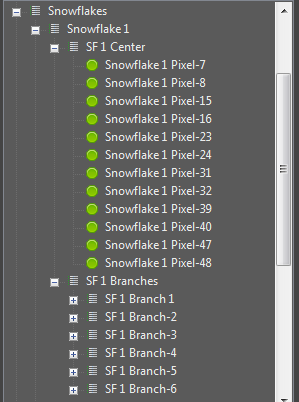 Snowflakes
Snowflake 1
SF 1 Center
Snowflake 1 Pixel-7
Snowflake 1 Pixel-8
Snowflake 1 Pixel-15
Snowflake 1 Pixel-16
Snowflake 1 Pixel-23
Snowflake 1 Pixel-24
Snowflake 1 Pixel-31
Snowflake 1 Pixel-32
Snowflake 1 Pixel-39
Snowflake 1 Pixel-40
Snowflake 1 Pixel-47
Snowflake 1 Pixel-48
SF 1 Branches
SF 1 Branch 1
SF 1 Branch-2
SF 1 Branch-3
SF 1 Branch-4
SF 1 Branch-5
SF 1 Branch-6